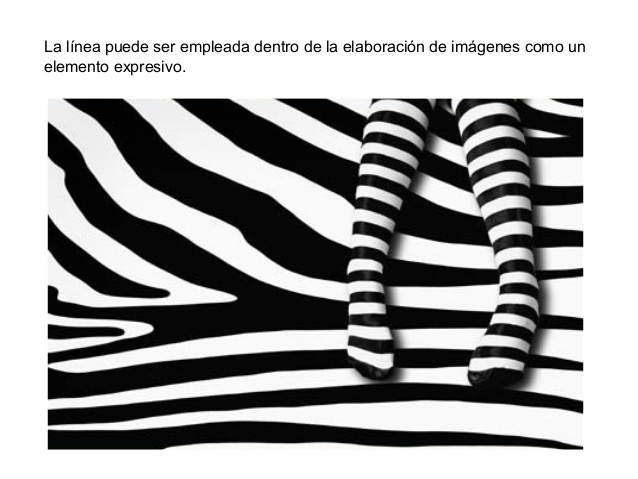 La línea puede ser empleada dentro de la elaboración de imágenes como un
elemento expresivo.